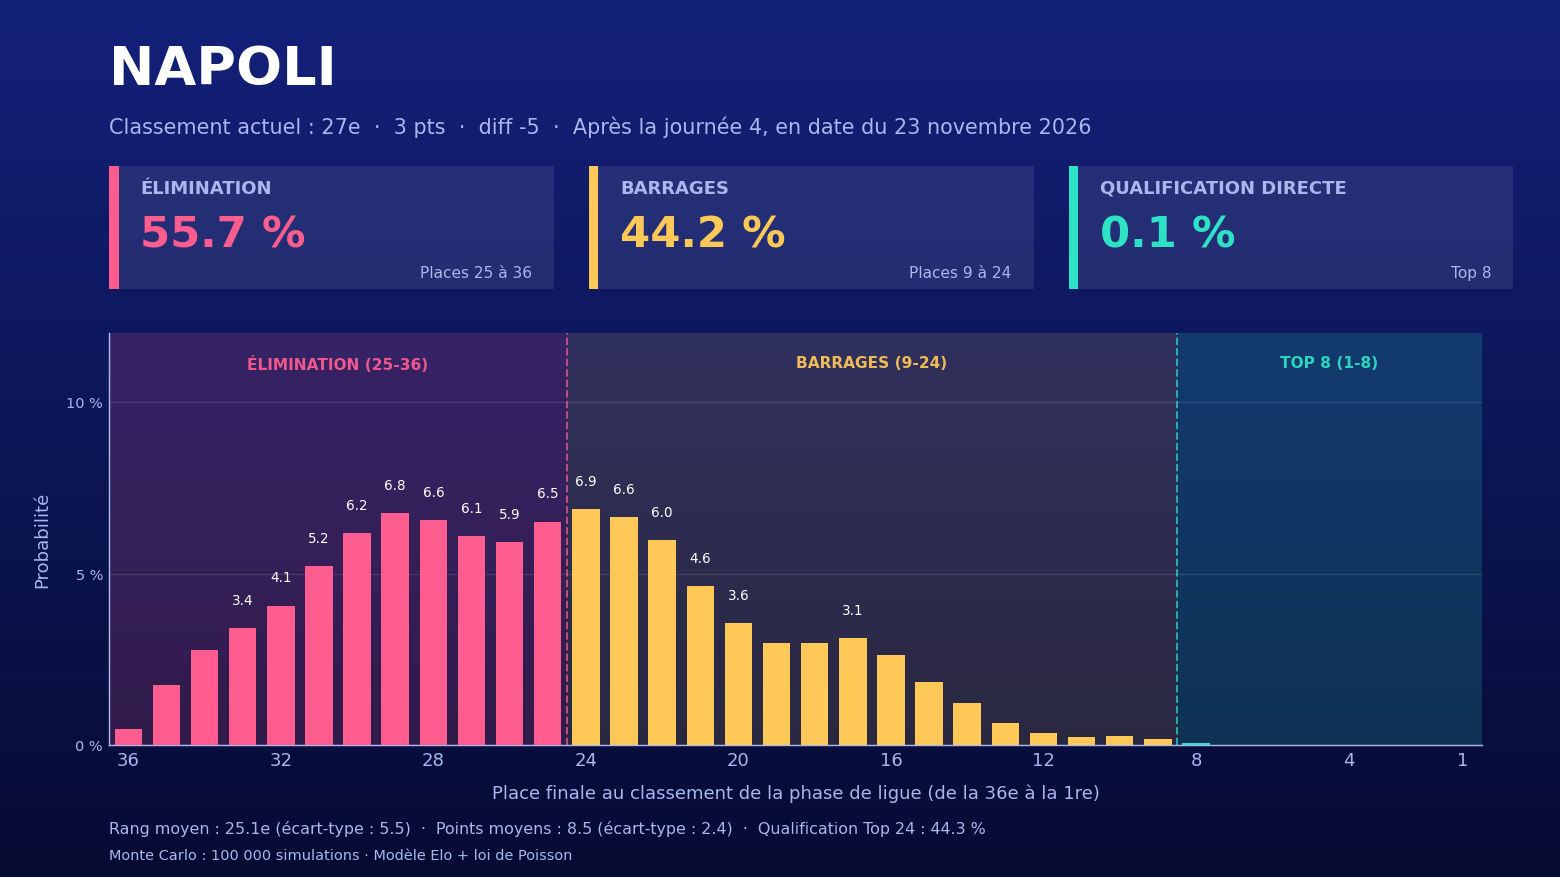 NAPOLI
Classement actuel : 27e · 3 pts · diff -5 · Après la journée 4, en date du 23 novembre 2026
ÉLIMINATION
55.7 %
Places 25 à 36
BARRAGES
44.2 %
Places 9 à 24
QUALIFICATION DIRECTE
0.1 %
Top 8
ÉLIMINATION (25-36)
BARRAGES (9-24)
TOP 8 (1-8)
Probabilité
10 %
5 %
0 %
3.4
4.1
5.2
6.2
6.8
6.6
6.1
5.9
6.5
6.9
6.6
6.0
4.6
3.6
3.1
36 32 28 24 20 16 12 8 4 1
Place finale au classement de la phase de ligue (de la 36e à la 1re)
Rang moyen : 25.1e (écart-type : 5.5) · Points moyens : 8.5 (écart-type : 2.4) · Qualification Top 24 : 44.3 %
Monte Carlo : 100 000 simulations · Modèle Elo + loi de Poisson